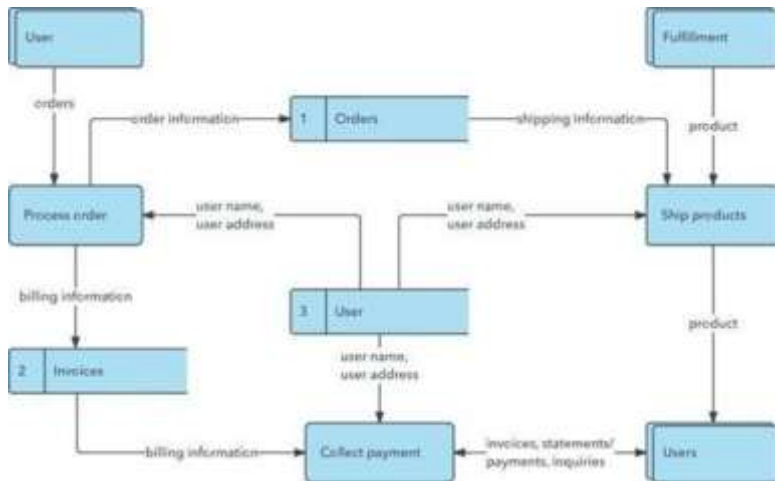 User
Fulfillment
orders
order information
1 Orders
shipping information
product
Process order
user name,
user address
user name,
user address
Ship products
billing information
3 User
product
2 Invoices
user name,
user address
billing information
Collect payment
invoices, statements/
payments, inquiries
Users